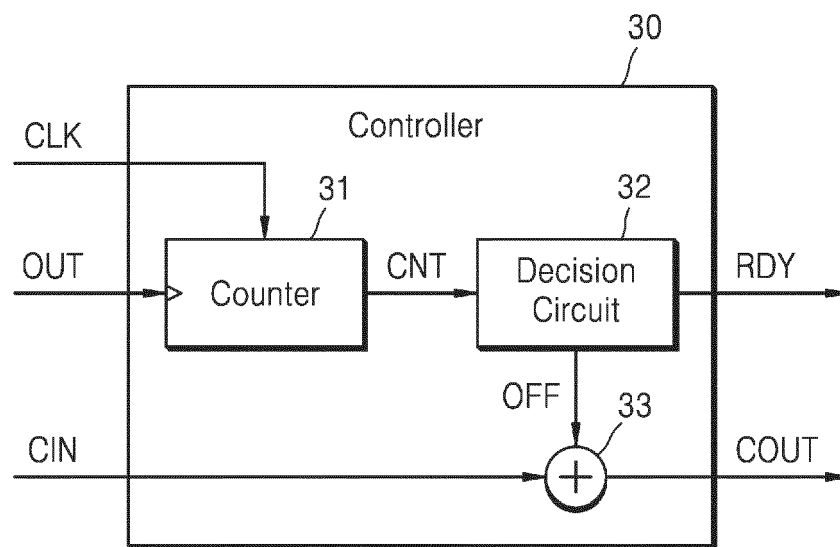 30
Controller
CLK
31
32
OUT
Counter
CNT
Decision
Circuit
RDY
OFF
33
CIN
+
COUT